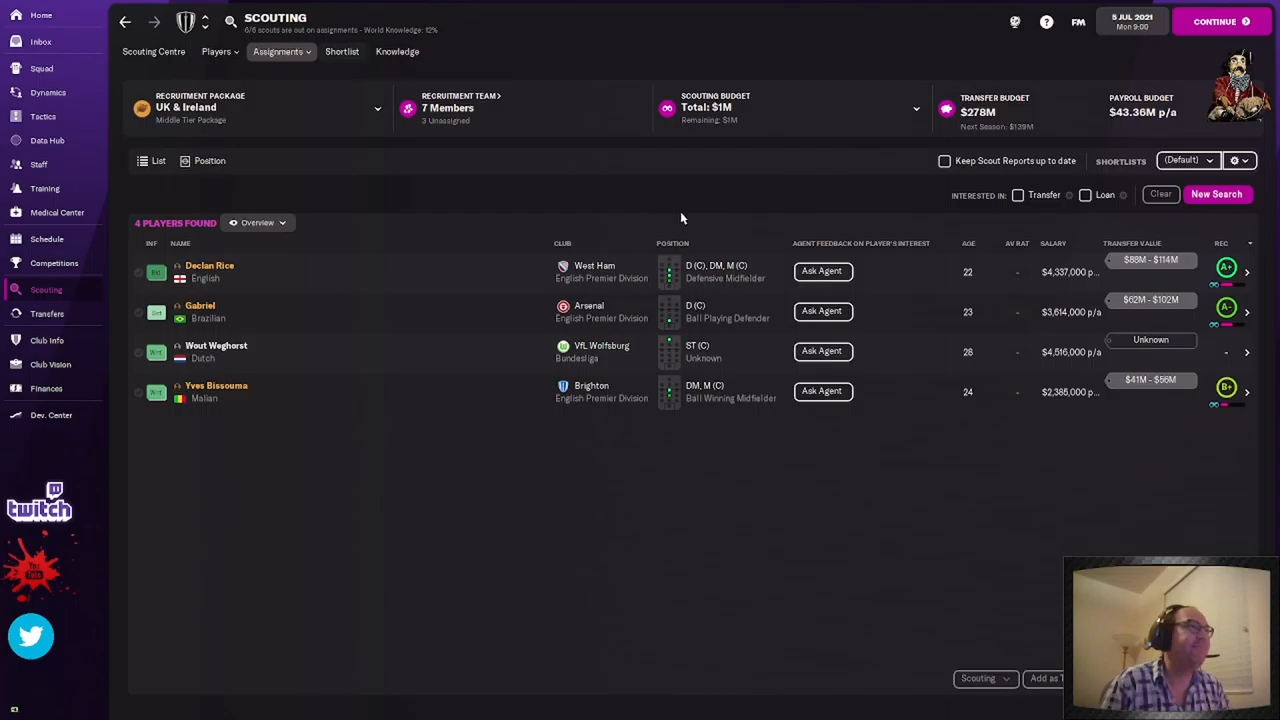 Home
Inbox
Squad
Dynamics
Tactics
Data Hub
Staff
Training
Medical Center
Schedule
Competitions
Scouting
Transfers
Club Info
Club Vision
Finances
Dev. Center
twitch
SCOUTING
6/6 scouts are out on assignments - World Knowledge: 12%
FM
5 JUL 2021
Mon 9:00
CONTINUE
Scouting Centre
Players
Assignments
Shortlist
Knowledge
RECRUITMENT PACKAGE
UK & Ireland
Middle Tier Package
RECRUITMENT TEAM >
7 Members
3 Unassigned
SCOUTING BUDGET
Total: $1M
Remaining: $1M
TRANSFER BUDGET
$278M
Next Season: $139M
PAYROLL BUDGET
$43.36M p/a
List
Position
Keep Scout Reports up to date
SHORTLISTS
(Default)
INTERESTED IN:
Transfer
Loan
Clear
New Search
4 PLAYERS FOUND
Overview
INF NAME CLUB POSITION AGENT FEEDBACK ON PLAYER'S INTEREST AGE AV RAT SALARY TRANSFER VALUE REC
Declan Rice West Ham D (C), DM, M (C) Ask Agent 22 - $4,337,000 p... $88M - $114M A+
English English Premier Division Defensive Midfielder
Gabriel Arsenal D (C) Ask Agent 23 - $3,614,000 p/a $62M - $102M A-
Brazilian English Premier Division Ball Playing Defender
Wnt Wout Weghorst VfL Wolfsburg ST (C) Ask Agent 28 - $4,516,000 p/a Unknown -
Dutch Bundesliga Unknown
Wnt Yves Bissouma Brighton DM, M (C) Ask Agent 24 - $2,385,000 p/a $41M - $56M B+
Malian English Premier Division Ball Winning Midfielder
Scouting